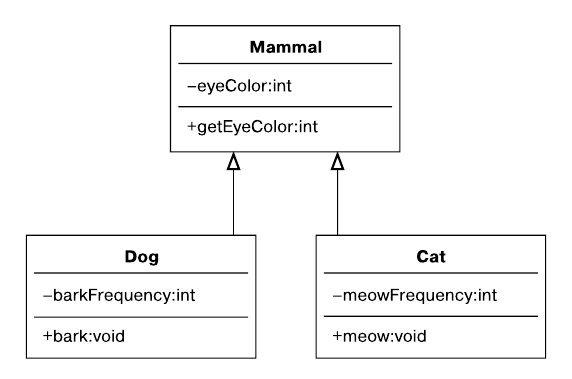 Mammal
–eyeColor:int
+getEyeColor:int
Dog
–barkFrequency:int
+bark:void
Cat
–meowFrequency:int
+meow:void